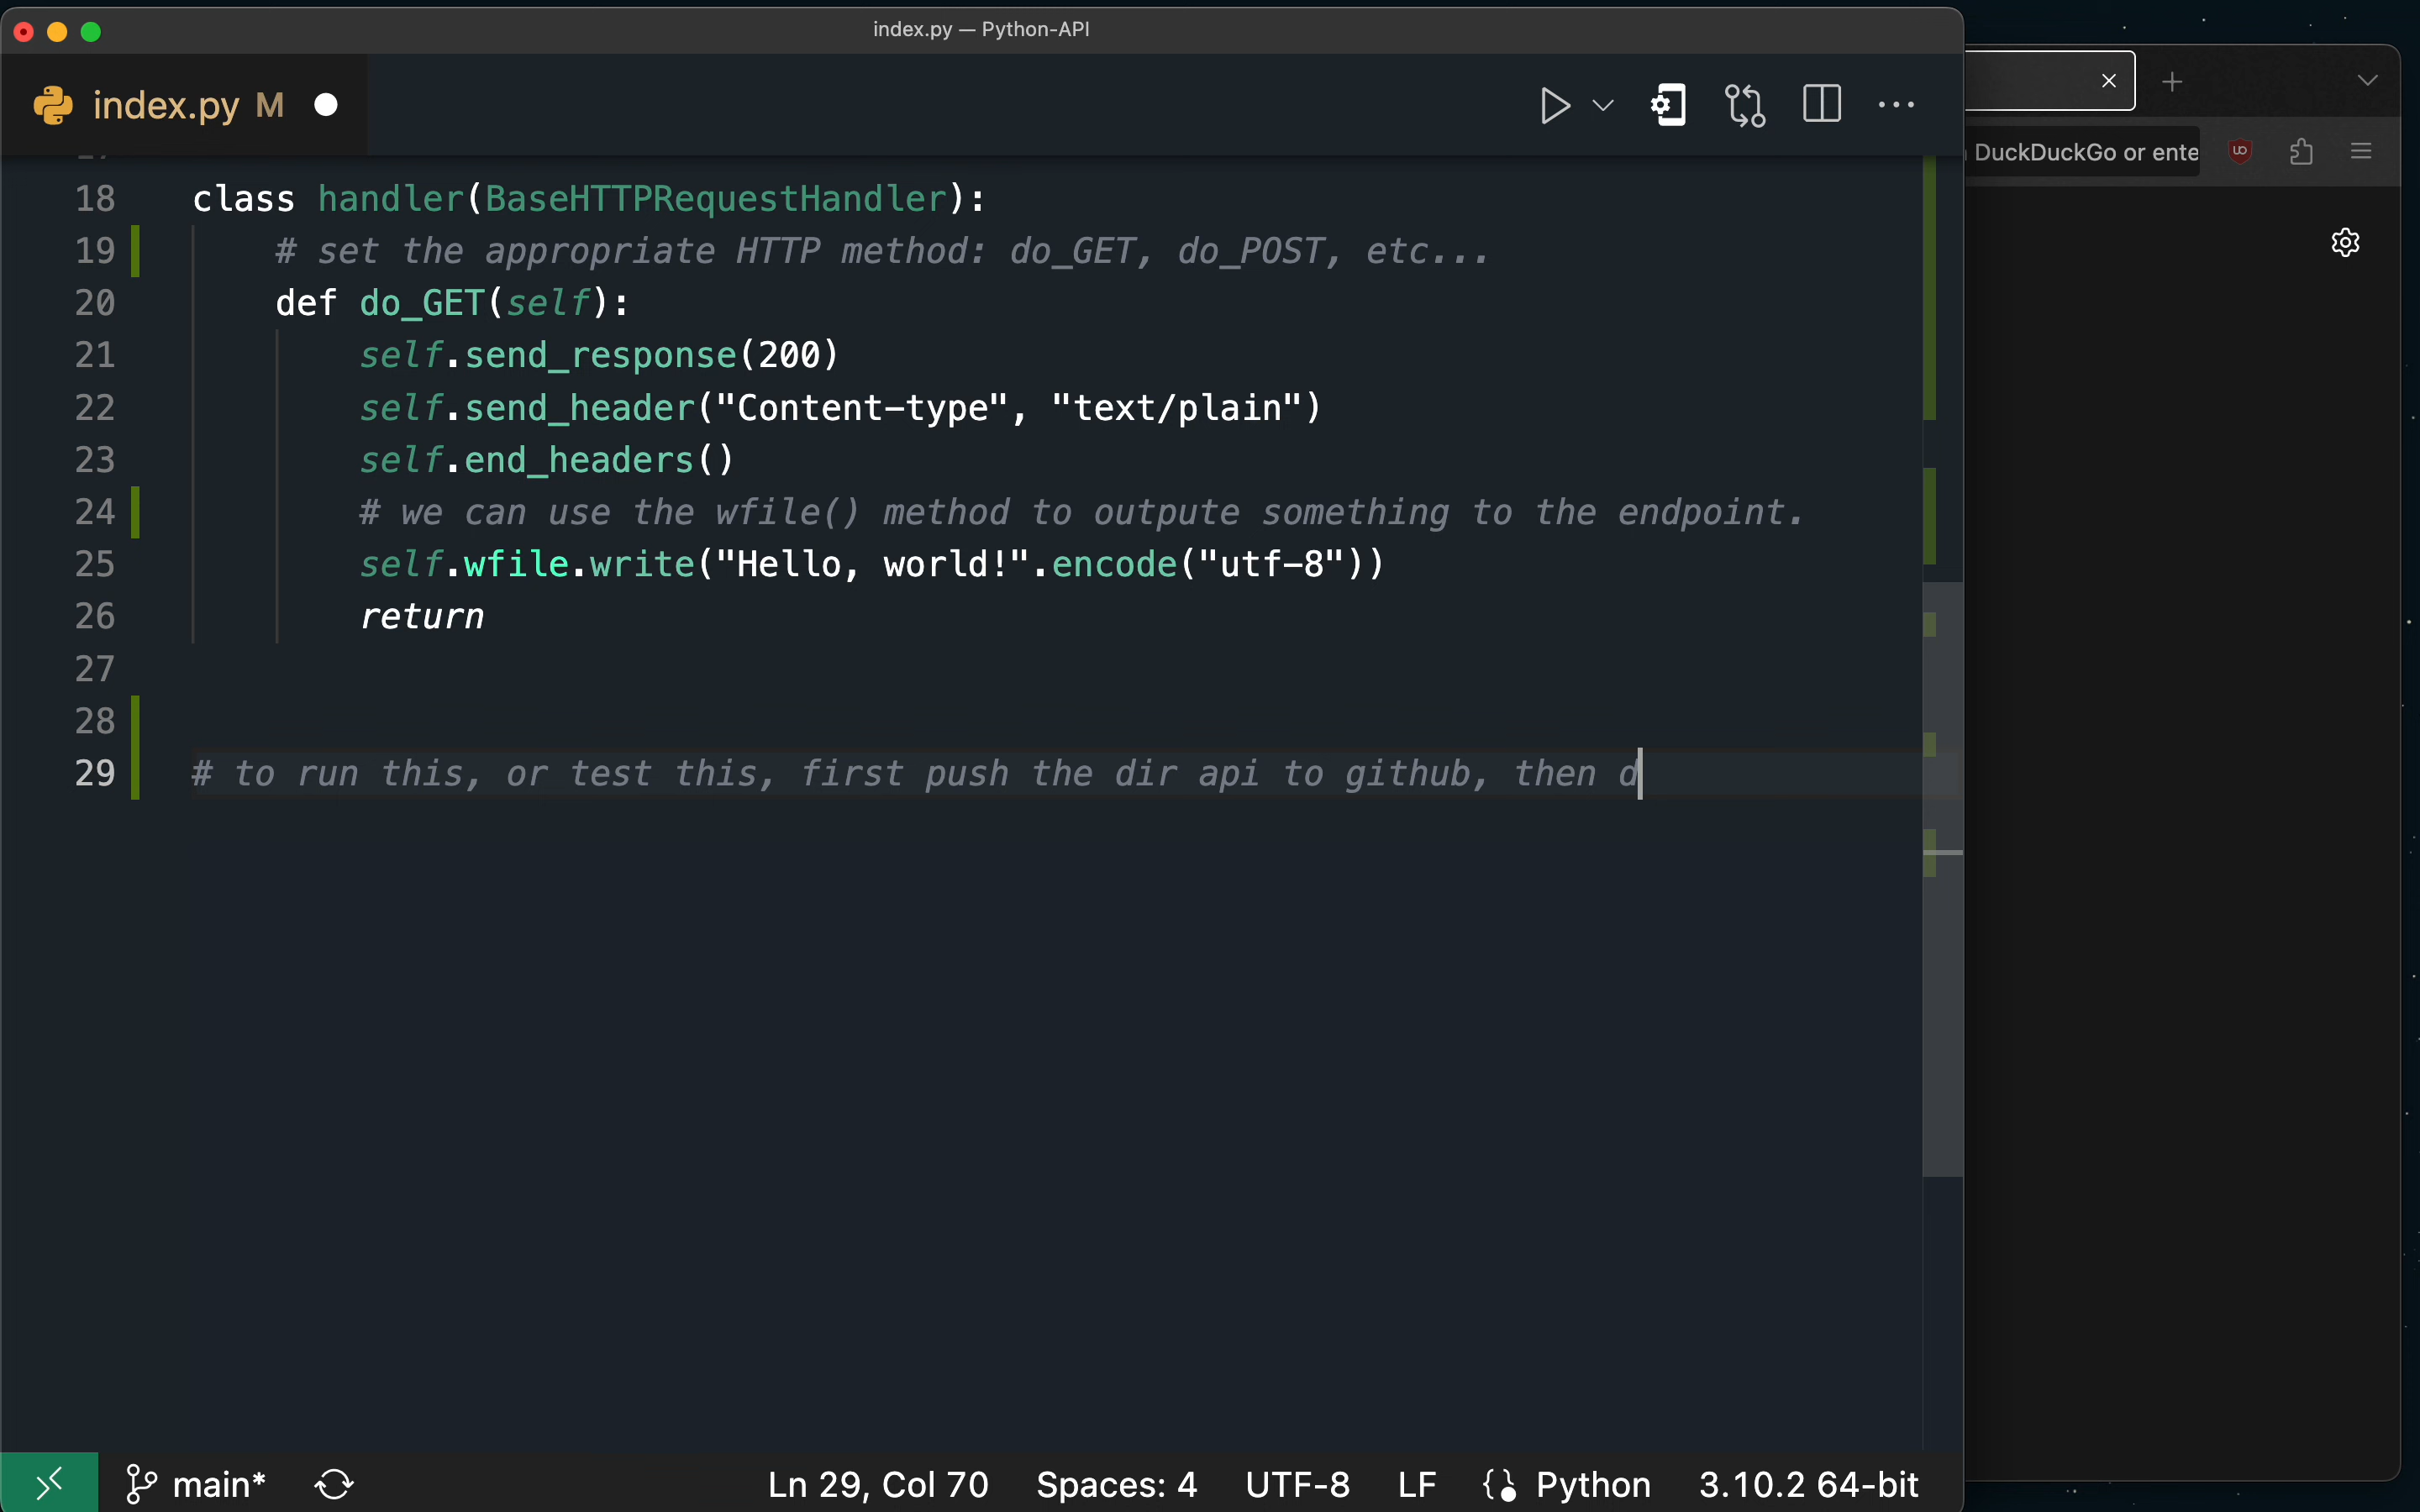 index.py — Python-API
index.py M
DuckDuckGo or ente
18 class handler(BaseHTTPRequestHandler):
19 # set the appropriate HTTP method: do_GET, do_POST, etc...
20 def do_GET(self):
21 self.send_response(200)
22 self.send_header("Content-type", "text/plain")
23 self.end_headers()
24 # we can use the wfile() method to outpute something to the endpoint.
25 self.wfile.write("Hello, world!".encode("utf-8"))
26 return
27
28
29 # to run this, or test this, first push the dir api to github, then d
main* Ln 29, Col 70 Spaces: 4 UTF-8 LF Python 3.10.2 64-bit